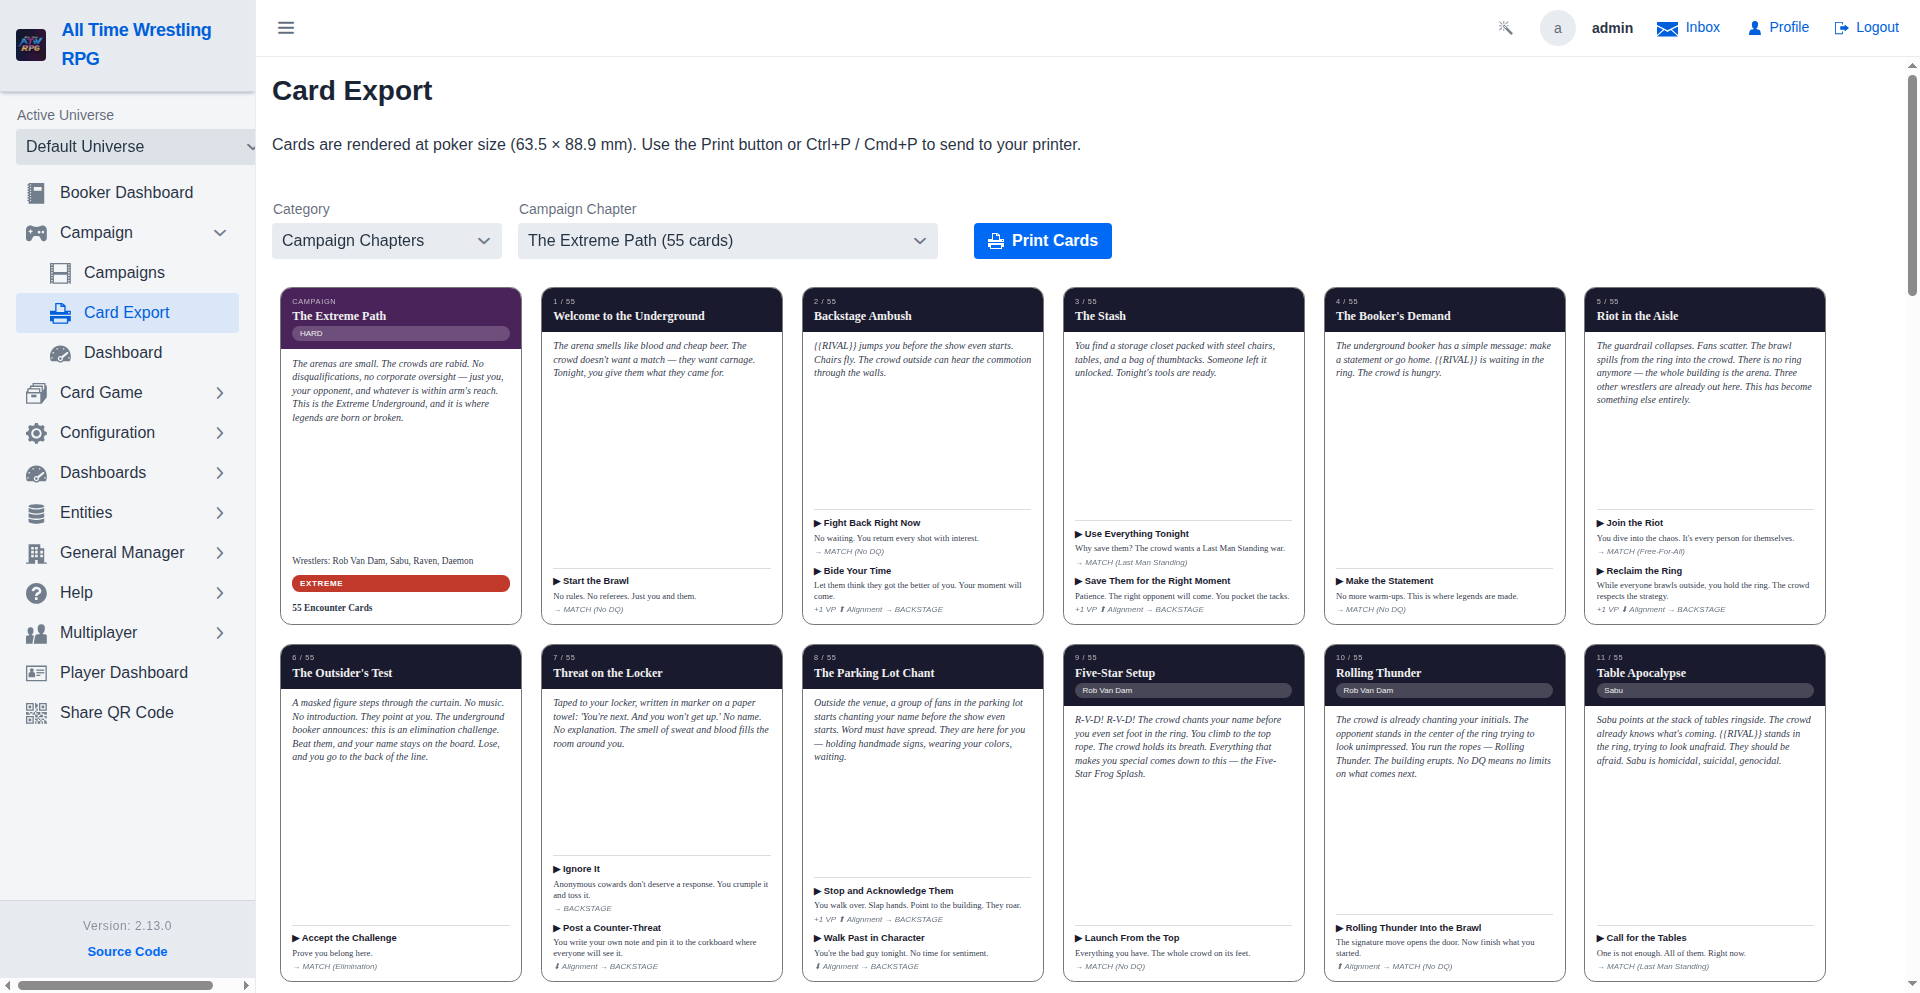 All Time Wrestling
RPG
a
admin
Inbox
Profile
Logout
Active Universe
Default Universe
Booker Dashboard
Campaign
Campaigns
Card Export
Dashboard
Card Game
Configuration
Dashboards
Entities
General Manager
Help
Multiplayer
Player Dashboard
Share QR Code
Version: 2.13.0
Source Code
Card Export
Cards are rendered at poker size (63.5 × 88.9 mm). Use the Print button or Ctrl+P / Cmd+P to send to your printer.
Category
Campaign Chapters
Campaign Chapter
The Extreme Path (55 cards)
Print Cards
CAMPAIGN
The Extreme Path
HARD
The arenas are small. The crowds are rabid. No
disqualifications, no corporate oversight — just you,
your opponent, and whatever is within arm's reach.
This is the Extreme Underground, and it is where
legends are born or broken.
Wrestlers: Rob Van Dam, Sabu, Raven, Daemon
EXTREME
55 Encounter Cards
1 / 55
Welcome to the Underground
The arena smells like blood and cheap beer. The
crowd doesn't want a match — they want carnage.
Tonight, you give them what they came for.
▶ Start the Brawl
No rules. No referees. Just you and them.
→ MATCH (No DQ)
2 / 55
Backstage Ambush
{{RIVAL}} jumps you before the show even starts.
Chairs fly. The crowd outside can hear the commotion
through the walls.
▶ Fight Back Right Now
No waiting. You return every shot with interest.
→ MATCH (No DQ)
▶ Bide Your Time
Let them think they got the better of you. Your moment will
come.
+1 VP ⬆ Alignment → BACKSTAGE
3 / 55
The Stash
You find a storage closet packed with steel chairs,
tables, and a bag of thumbtacks. Someone left it
unlocked. Tonight's tools are ready.
▶ Use Everything Tonight
Why save them? The crowd wants a Last Man Standing war.
→ MATCH (Last Man Standing)
▶ Save Them for the Right Moment
Patience. The right opponent will come. You pocket the tacks.
+1 VP ⬆ Alignment → BACKSTAGE
4 / 55
The Booker's Demand
The underground booker has a simple message: make
a statement or go home. {{RIVAL}} is waiting in the
ring. The crowd is hungry.
▶ Make the Statement
No more warm-ups. This is where legends are made.
→ MATCH (No DQ)
5 / 55
Riot in the Aisle
The guardrail collapses. Fans scatter. The brawl
spills from the ring into the crowd. There is no ring
anymore — the whole building is the arena. Three
other wrestlers are already out here. This has become
something else entirely.
▶ Join the Riot
You dive into the chaos. It's every person for themselves.
→ MATCH (Free-For-All)
▶ Reclaim the Ring
While everyone brawls outside, you hold the ring. The crowd
respects the strategy.
+1 VP ⬇ Alignment → BACKSTAGE
6 / 55
The Outsider's Test
A masked figure steps through the curtain. No music.
No introduction. They point at you. The underground
booker announces: this is an elimination challenge.
Beat them, and your name stays on the board. Lose,
and you go to the back of the line.
▶ Accept the Challenge
Prove you belong here.
→ MATCH (Elimination)
7 / 55
Threat on the Locker
Taped to your locker, written in marker on a paper
towel: 'You're next. And you won't get up.' No name.
No explanation. The smell of sweat and blood fills the
room around you.
▶ Ignore It
Anonymous cowards don't deserve a response. You crumple it
and toss it.
→ BACKSTAGE
▶ Post a Counter-Threat
You write your own note and pin it to the corkboard where
everyone will see it.
⬇ Alignment → BACKSTAGE
8 / 55
The Parking Lot Chant
Outside the venue, a group of fans in the parking lot
starts chanting your name before the show even
starts. Word must have spread. They are here for you
— holding handmade signs, wearing your colors,
waiting.
▶ Stop and Acknowledge Them
You walk over. Slap hands. Point to the building. They roar.
+1 VP ⬆ Alignment → BACKSTAGE
▶ Walk Past in Character
You're the bad guy tonight. No time for sentiment.
⬇ Alignment → BACKSTAGE
9 / 55
Five-Star Setup
Rob Van Dam
R-V-D! R-V-D! The crowd chants your name before
you even set foot in the ring. You climb to the top
rope. The crowd holds its breath. Everything that
makes you special comes down to this — the Five-
Star Frog Splash.
▶ Launch From the Top
Everything you have. The whole crowd on its feet.
→ MATCH (No DQ)
10 / 55
Rolling Thunder
Rob Van Dam
The crowd is already chanting your initials. The
opponent stands in the center of the ring trying to
look unimpressed. You run the ropes — Rolling
Thunder. The building erupts. No DQ means no limits
on what comes next.
▶ Rolling Thunder Into the Brawl
The signature move opens the door. Now finish what you
started.
⬆ Alignment → MATCH (No DQ)
11 / 55
Table Apocalypse
Sabu
Sabu points at the stack of tables ringside. The crowd
already knows what's coming. {{RIVAL}} stands in
the ring, trying to look unafraid. They should be
afraid. Sabu is homicidal, suicidal, genocidal.
▶ Call for the Tables
One is not enough. All of them. Right now.
→ MATCH (Last Man Standing)